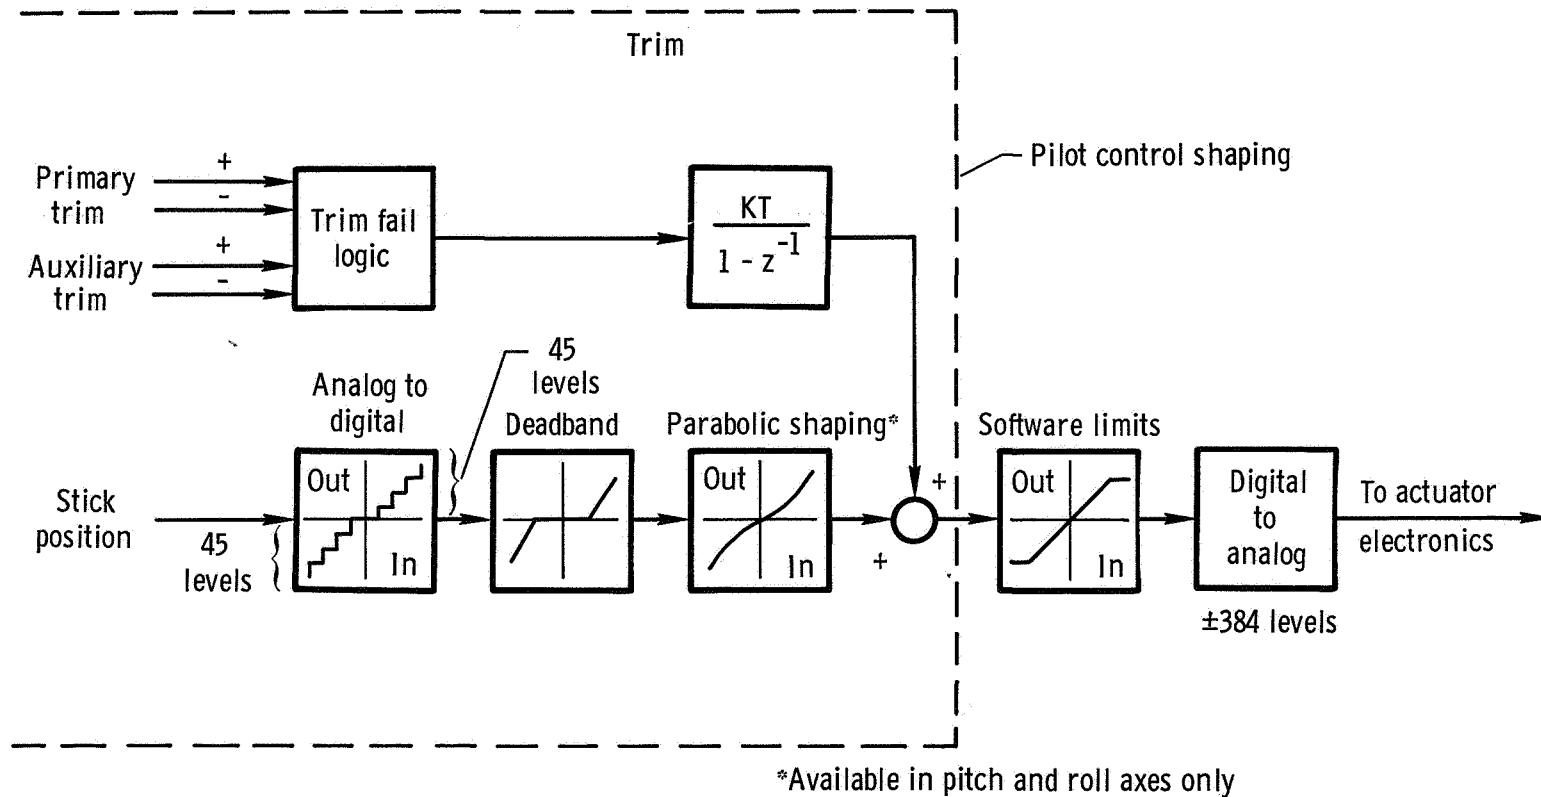 Trim
Pilot control shaping
Primary
trim
+
-
Auxiliary
trim
+
-
Trim fail
logic
KT
1 - z^-1
45
levels
Analog to
digital
Deadband
Parabolic shaping*
Software limits
Stick
position
45
levels
Out
In
Out
In
+
+
Out
In
Digital
to
analog
±384 levels
To actuator
electronics
*Available in pitch and roll axes only